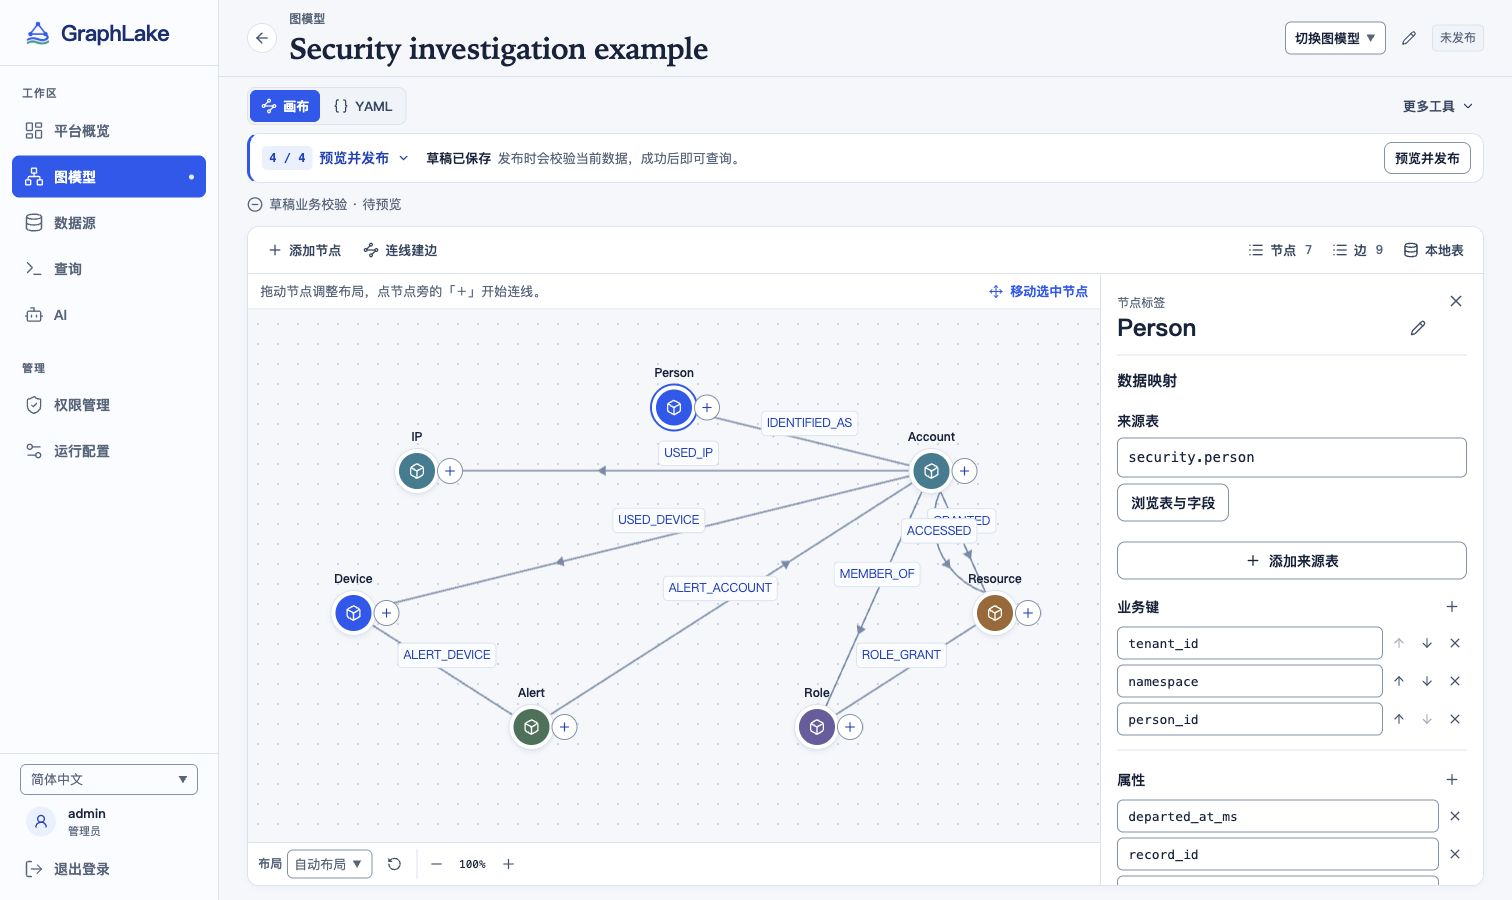 GraphLake
工作区
平台概览
图模型
数据源
查询
AI
管理
权限管理
运行配置
简体中文
admin
管理员
退出登录
图模型
Security investigation example
切换图模型
未发布
画布
{} YAML
更多工具
4 / 4 预览并发布 草稿已保存 发布时会校验当前数据，成功后即可查询。
预览并发布
草稿业务校验 · 待预览
添加节点
连线建边
节点 7
边 9
本地表
拖动节点调整布局，点节点旁的「+」开始连线。
移动选中节点
Person
IDENTIFIED_AS
IP
USED_IP
Account
USED_DEVICE
GRANTED
ACCESSED
Device
ALERT_ACCOUNT
MEMBER_OF
Resource
ALERT_DEVICE
ROLE_GRANT
Alert
Role
布局
自动布局
100%
节点标签
Person
数据映射
来源表
security.person
浏览表与字段
添加来源表
业务键
tenant_id
namespace
person_id
属性
departed_at_ms
record_id